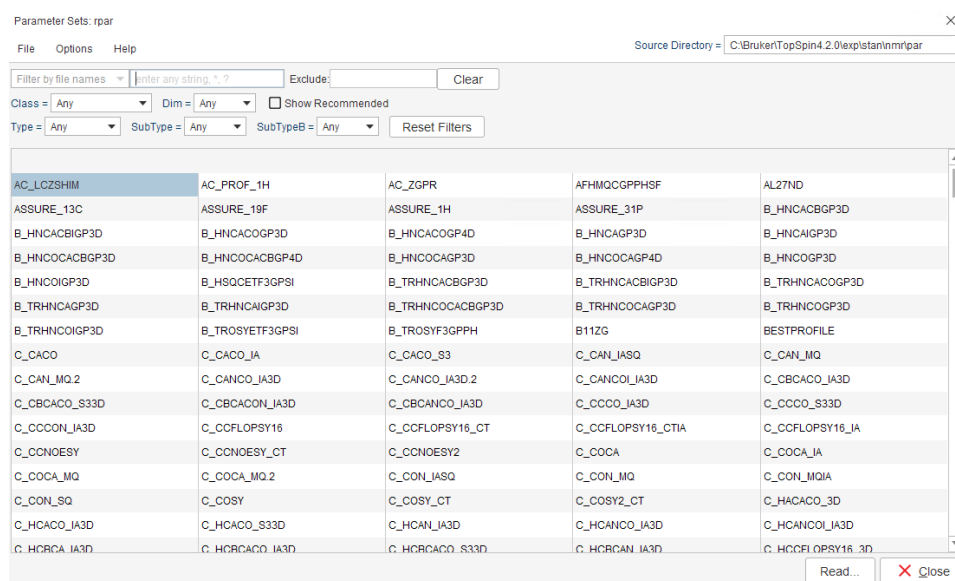 Parameter Sets: rpar
File Options Help Source Directory = C:\Bruker\TopSpin4.2.0\exp\stan\nmr\par
Filter by file names enter any string, *, ? Exclude: Clear
Class = Any Dim = Any Show Recommended
Type = Any SubType = Any SubTypeB = Any Reset Filters
AC_LCZSHIM AC_PROF_1H AC_ZGPR AFHMQCGPPHSF AL27ND
ASSURE_13C ASSURE_19F ASSURE_1H ASSURE_31P B_HNCACBGP3D
B_HNCACBIGP3D B_HNCACOGP3D B_HNCACOGP4D B_HNCAGP3D B_HNCAIGP3D
B_HNCOCACBGP3D B_HNCOCACBGP4D B_HNCOCAGP3D B_HNCOCAGP4D B_HNCOGP3D
B_HNCOIGP3D B_HSQCETF3GPSI B_TRHNCACBGP3D B_TRHNCACBIGP3D B_TRHNCACOGP3D
B_TRHNCAGP3D B_TRHNCAIGP3D B_TRHNCOCACBGP3D B_TRHNCOCAGP3D B_TRHNCOGP3D
B_TRHNCOIGP3D B_TROSYETF3GPSI B_TROSYF3GPPH B11ZG BESTPROFILE
C_CACO C_CACO_IA C_CACO_S3 C_CAN_IASQ C_CAN_MQ
C_CAN_MQ.2 C_CANCO_IA3D C_CANCO_IA3D.2 C_CANCOI_IA3D C_CBCACO_IA3D
C_CBCACO_S33D C_CBCACON_IA3D C_CBCANCO_IA3D C_CCCO_IA3D C_CCCO_S33D
C_CCCON_IA3D C_CCFLOPSY16 C_CCFLOPSY16_CT C_CCFLOPSY16_CTIA C_CCFLOPSY16_IA
C_CCNOESY C_CCNOESY_CT C_CCNOESY2 C_COCA C_COCA_IA
C_COCA_MQ C_COCA_MQ.2 C_CON_IASQ C_CON_MQ C_CON_MQIA
C_CON_SQ C_COSY C_COSY_CT C_COSY2_CT C_HACACO_3D
C_HCACO_IA3D C_HCACO_S33D C_HCAN_IA3D C_HCANCO_IA3D C_HCANCOI_IA3D
C_HCBCA_IA3D C_HCBCACO_IA3D C_HCBCACO_S33D C_HCBCAN_IA3D C_HCCFLOPSY16_3D
Read... Close